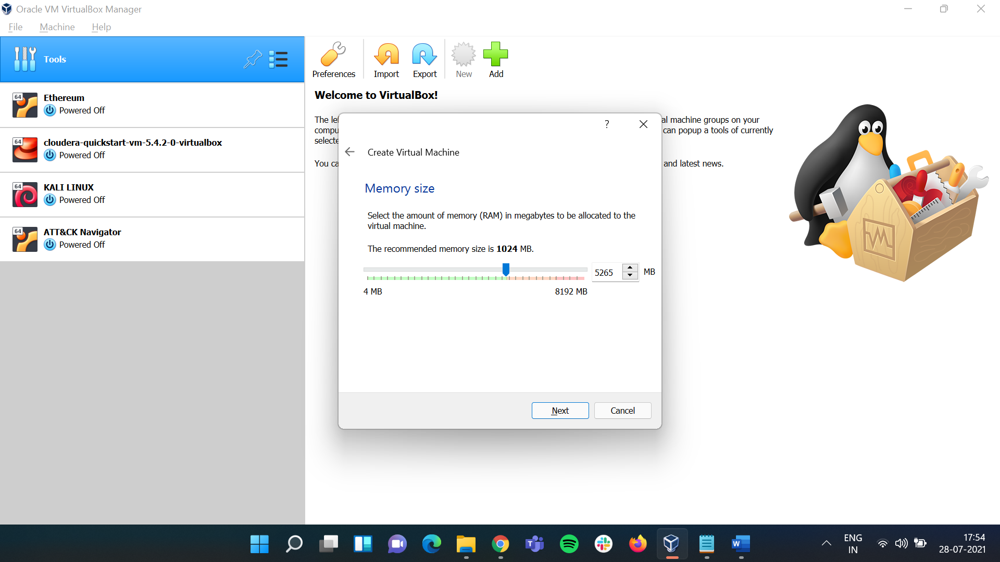 Oracle VM VirtualBox Manager
File Machine Help
Tools
Preferences Import Export New Add
64 Ethereum
Powered Off
64 cloudera-quickstart-vm-5.4.2-0-virtualbox
Powered Off
64 KALI LINUX
Powered Off
64 ATT&CK Navigator
Powered Off
Welcome to VirtualBox!
The le
compu
selecte
You ca
al machine groups on your
can popup a tools of currently
and latest news.
?
Create Virtual Machine
Memory size
Select the amount of memory (RAM) in megabytes to be allocated to the
virtual machine.
The recommended memory size is 1024 MB.
5265 MB
4 MB 8192 MB
Next Cancel
ENG
IN
17:54
28-07-2021